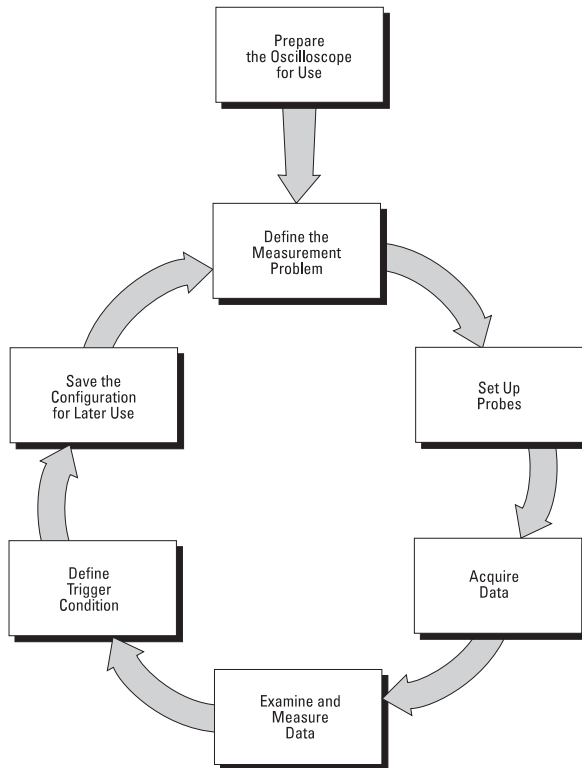 Prepare
the Oscilloscope
for Use
Define the
Measurement
Problem
Set Up
Probes
Acquire
Data
Examine and
Measure
Data
Define
Trigger
Condition
Save the
Configuration
for Later Use